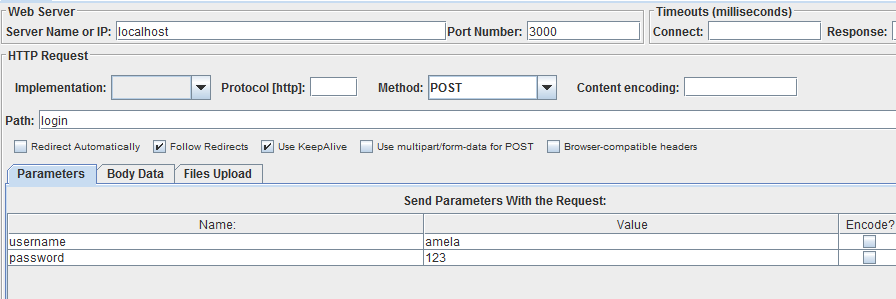 Web Server
Timeouts (milliseconds)
Server Name or IP: localhost Port Number: 3000 Connect: Response:
HTTP Request
Implementation: Protocol [http]: Method: POST Content encoding:
Path: login
Redirect Automatically Follow Redirects Use KeepAlive Use multipart/form-data for POST Browser-compatible headers
Parameters Body Data Files Upload
Send Parameters With the Request:
Name: Value Encode?
username amela
password 123